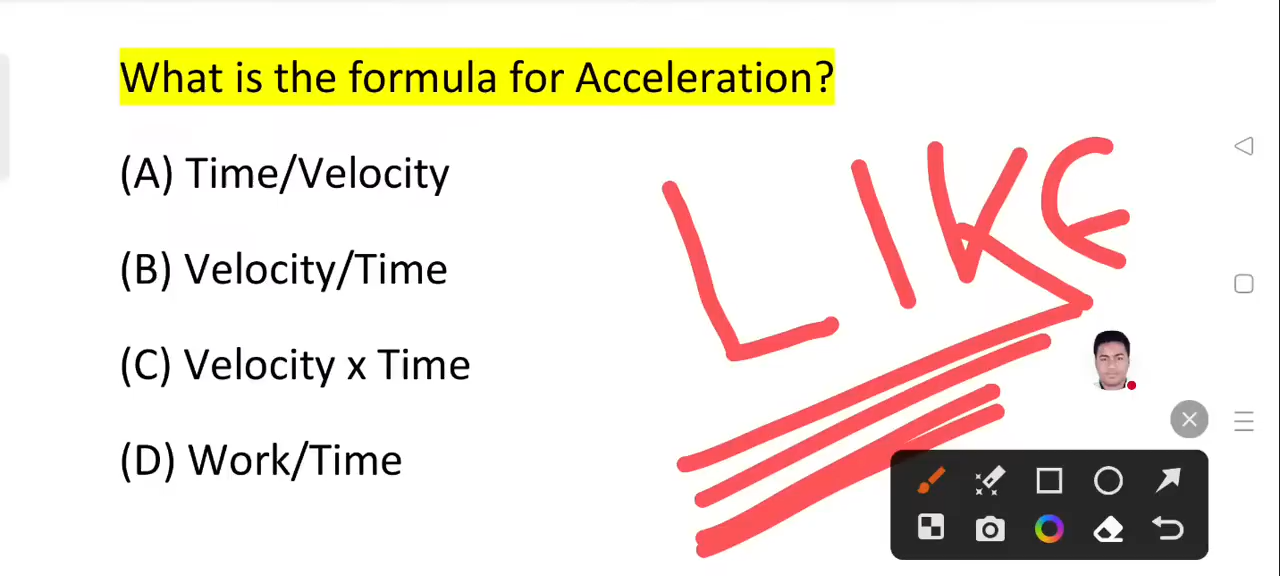 What is the formula for Acceleration?
(A) Time/Velocity
(B) Velocity/Time
(C) Velocity x Time
(D) Work/Time
LIKE